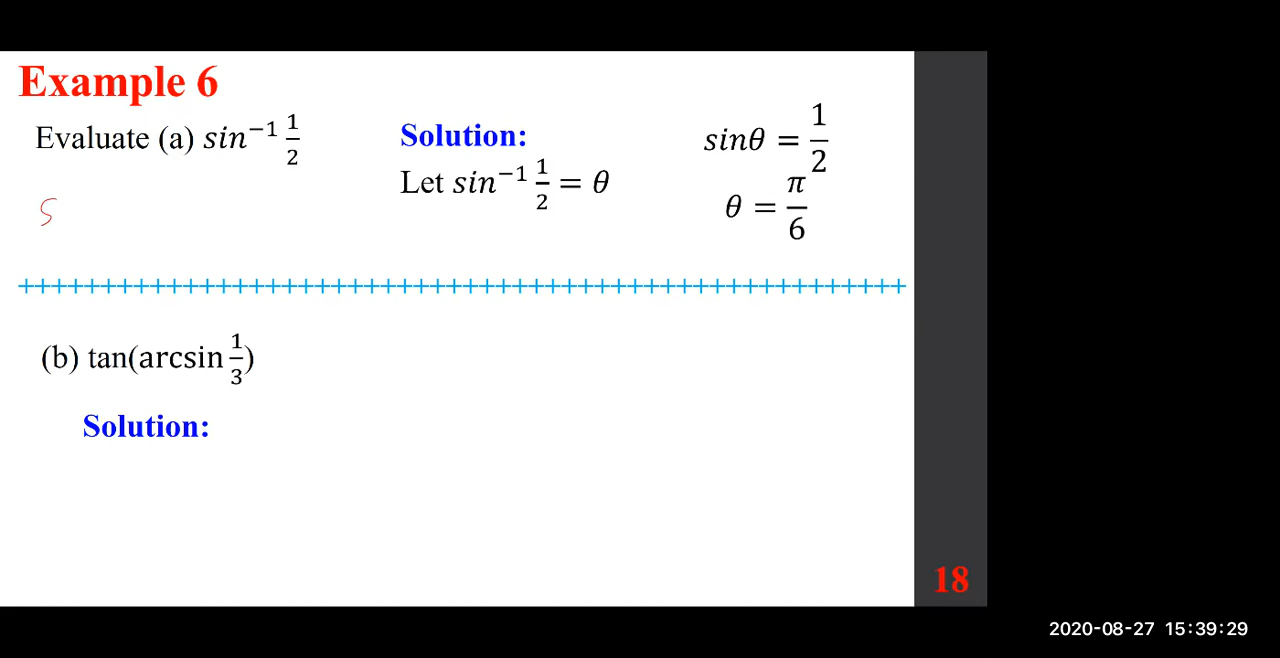 Example 6
Evaluate (a) sin⁻¹ 1/2
S
Solution:
Let sin⁻¹ 1/2 = θ
sinθ = 1/2
θ = π/6
(b) tan(arcsin 1/3)
Solution:
18
2020-08-27 15:39:29